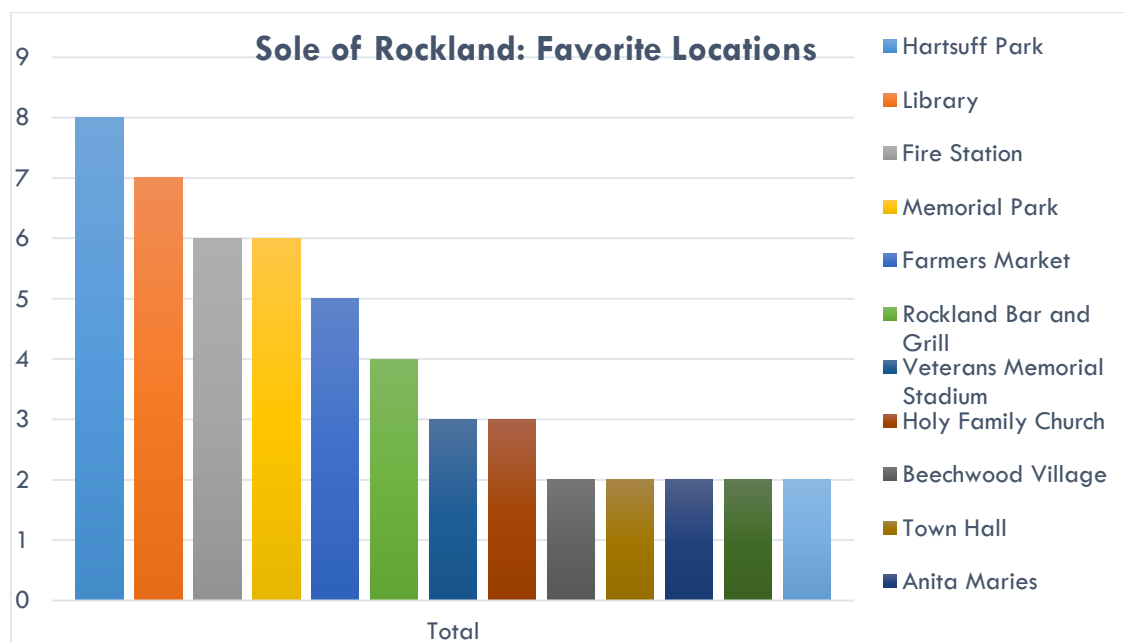 Sole of Rockland: Favorite Locations
9
8
7
6
5
4
3
2
1
0
Total
Hartsuff Park
Library
Fire Station
Memorial Park
Farmers Market
Rockland Bar and
Grill
Veterans Memorial
Stadium
Holy Family Church
Beechwood Village
Town Hall
Anita Maries